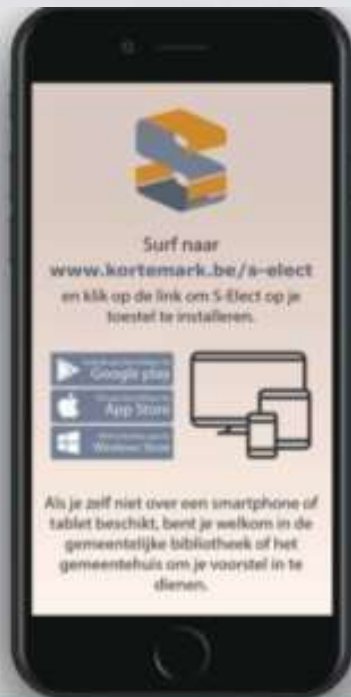 Surf naar
www.kortemark.be/s-elect
en klik op de link om S-Elect op je
toestel te installeren.
Google play
App Store
Windows Store
Als je zelf niet over een smartphone of
tablet beschikt, bent je welkom in de
gemeentelijke bibliotheek of het
gemeentehuis om je voorstel in te
dienen.